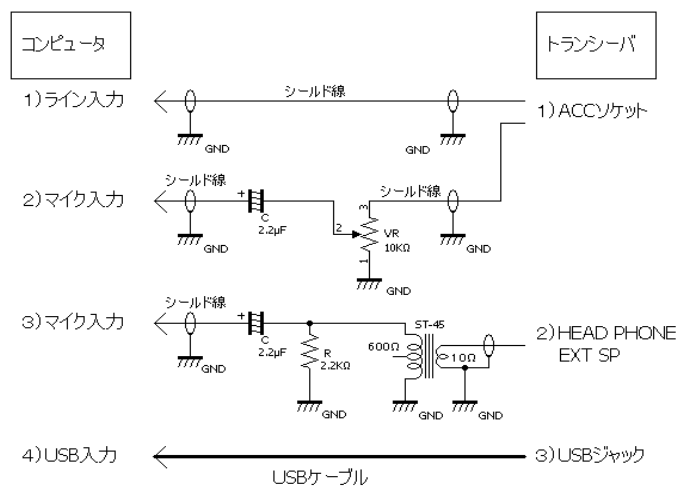 コンピュータ
トランシーバ
1)ライン入力
シールド線
1)ACCソケット
GND
GND
2)マイク入力
シールド線
+
C
2.2μF
シールド線
3
2
VR
10KΩ
1
GND
GND
GND
3)マイク入力
シールド線
+
C
2.2μF
R
2.2KΩ
ST-45
600Ω
10Ω
2)HEAD PHONE
EXT SP
GND
GND
GND
GND
4)USB入力
USBケーブル
3)USBジャック